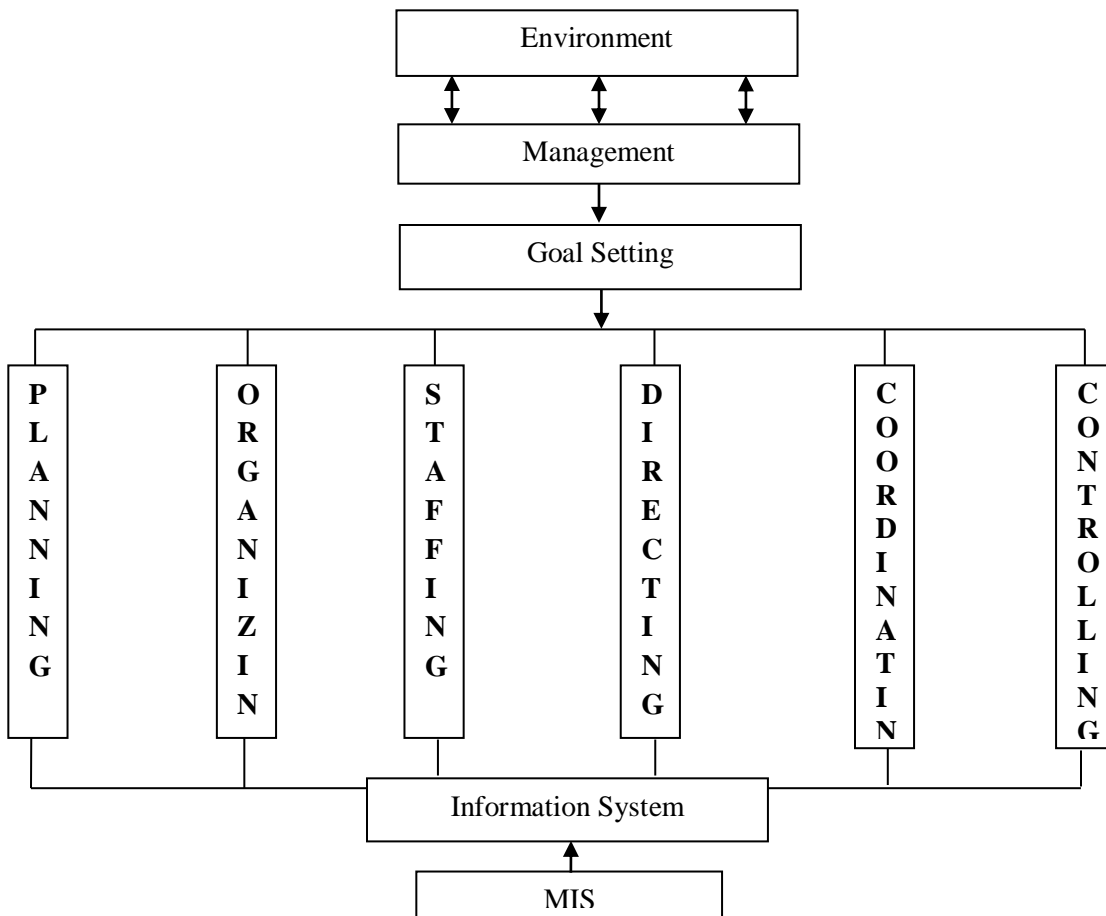 Environment
Management
Goal Setting
PLANNING
ORGANIZIN
STAFFING
DIRECTING
COORDINATIN
CONTROLLING
Information System
MIS